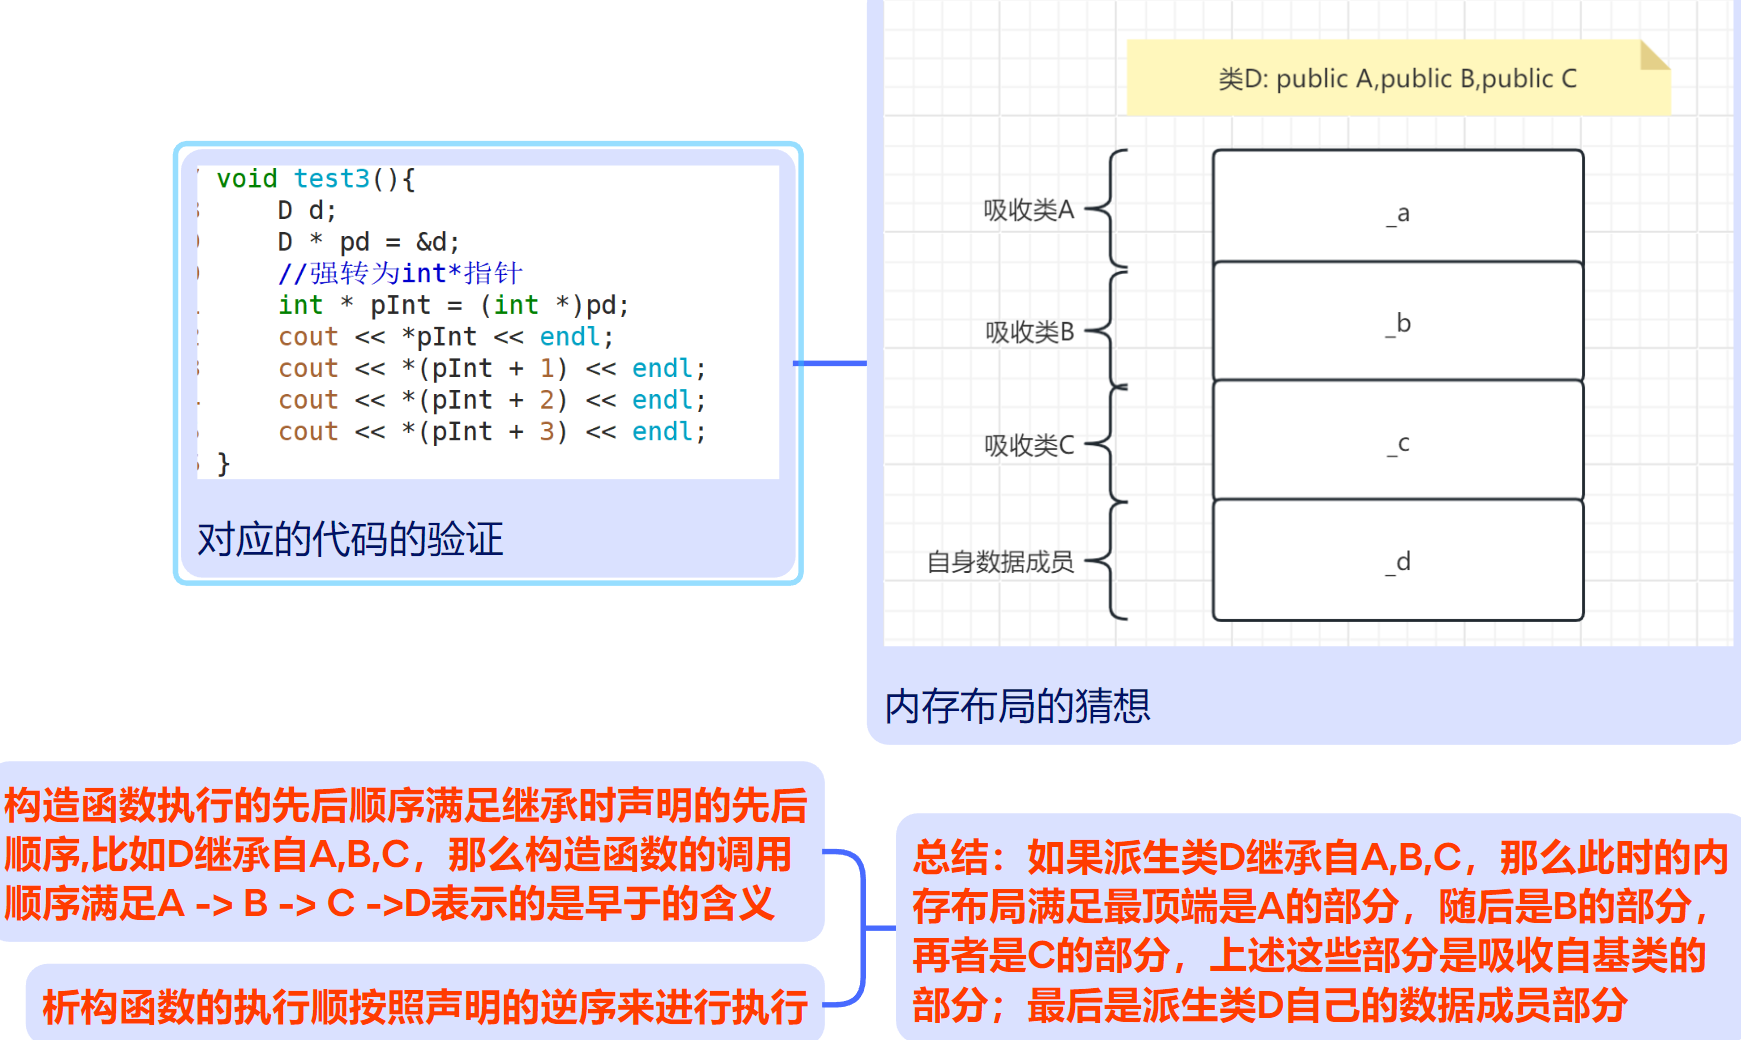 void test3(){
D d;
D * pd = &d;
//强转为int*指针
int * pInt = (int *)pd;
cout << *pInt << endl;
cout << *(pInt + 1) << endl;
cout << *(pInt + 2) << endl;
cout << *(pInt + 3) << endl;
}
对应的代码的验证
类D: public A,public B,public C
吸收类A
_a
吸收类B
_b
吸收类C
_c
自身数据成员
_d
内存布局的猜想
构造函数执行的先后顺序满足继承时声明的先后
顺序,比如D继承自A,B,C，那么构造函数的调用
顺序满足A -> B -> C ->D表示的是早于的含义
析构函数的执行顺按照声明的逆序来进行执行
总结：如果派生类D继承自A,B,C，那么此时的内
存布局满足最顶端是A的部分，随后是B的部分，
再者是C的部分，上述这些部分是吸收自基类的
部分；最后是派生类D自己的数据成员部分